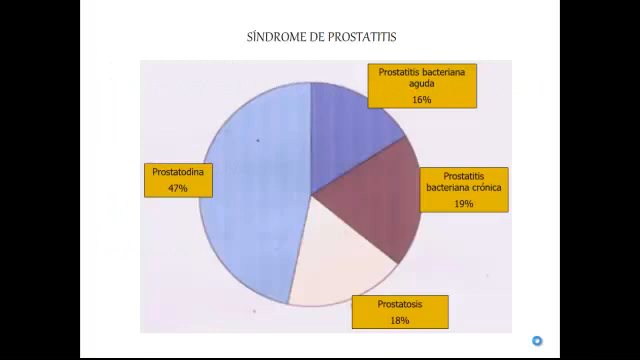 SÍNDROME DE PROSTATITIS
Prostatitis bacteriana
aguda
16%
Prostatodina
47%
Prostatitis
bacteriana crónica
19%
Prostatosis
18%